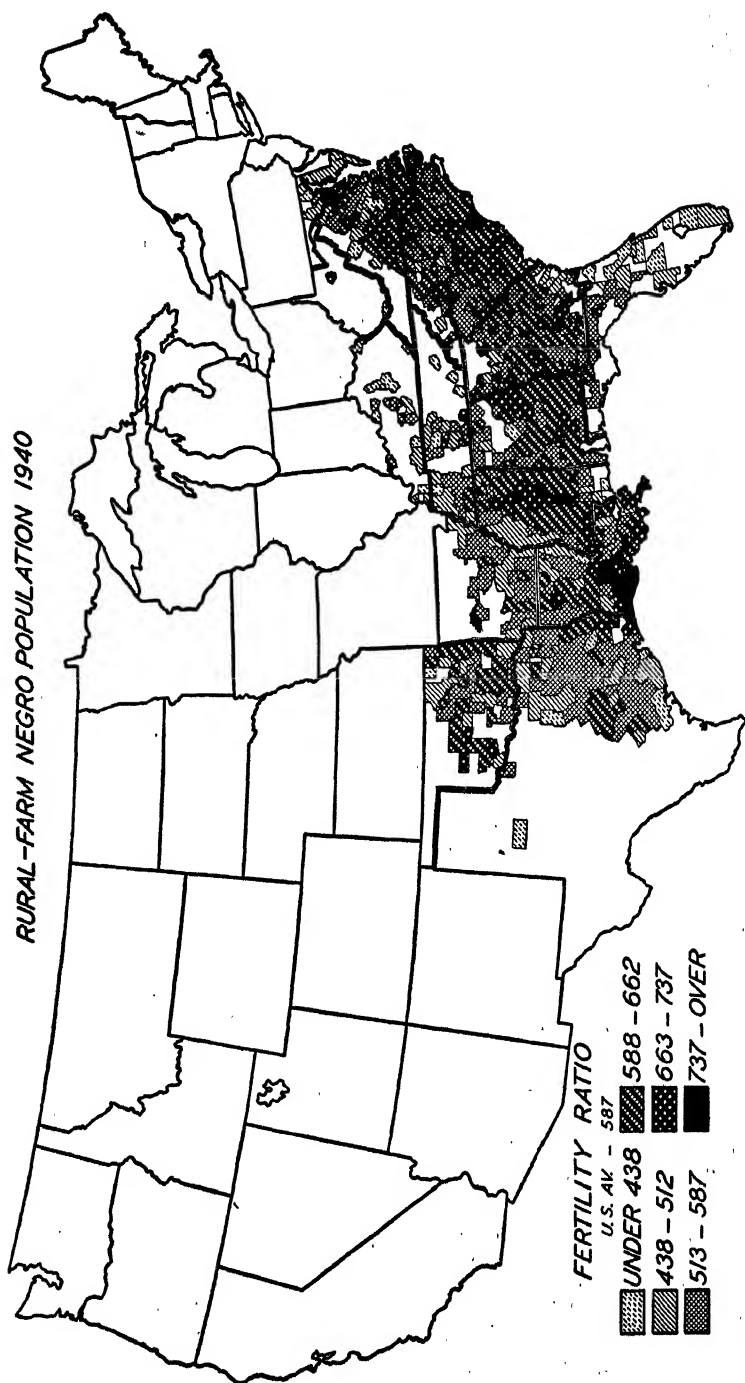 RURAL-FARM NEGRO POPULATION 1940
FERTILITY RATIO
U.S. AV. - 587
UNDER 438
438 - 512
513 - 587
588 - 662
663 - 737
737 - OVER